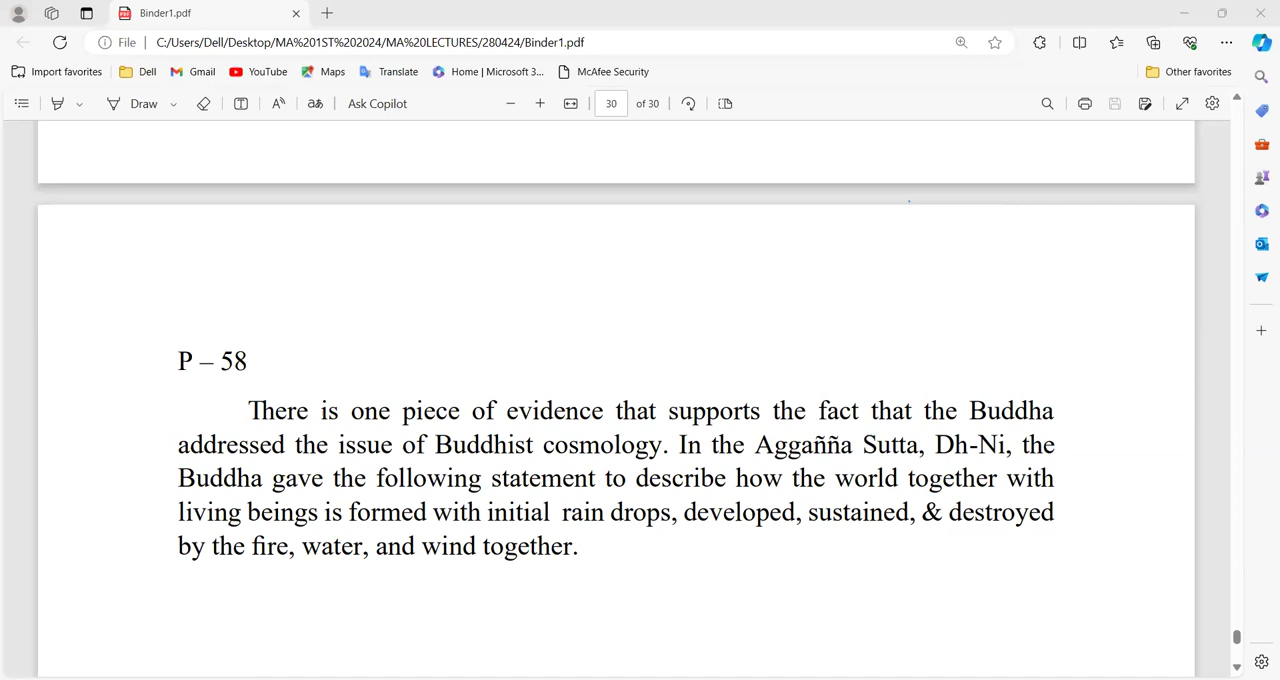 Binder1.pdf
File
C:/Users/Dell/Desktop/MA%201ST%202024/MA%20LECTURES/280424/Binder1.pdf
Import favorites Dell Gmail YouTube Maps Translate Home | Microsoft 3... McAfee Security Other favorites
Draw Ask Copilot 30 of 30
P – 58
There is one piece of evidence that supports the fact that the Buddha
addressed the issue of Buddhist cosmology. In the Aggañña Sutta, Dh-Ni, the
Buddha gave the following statement to describe how the world together with
living beings is formed with initial rain drops, developed, sustained, & destroyed
by the fire, water, and wind together.